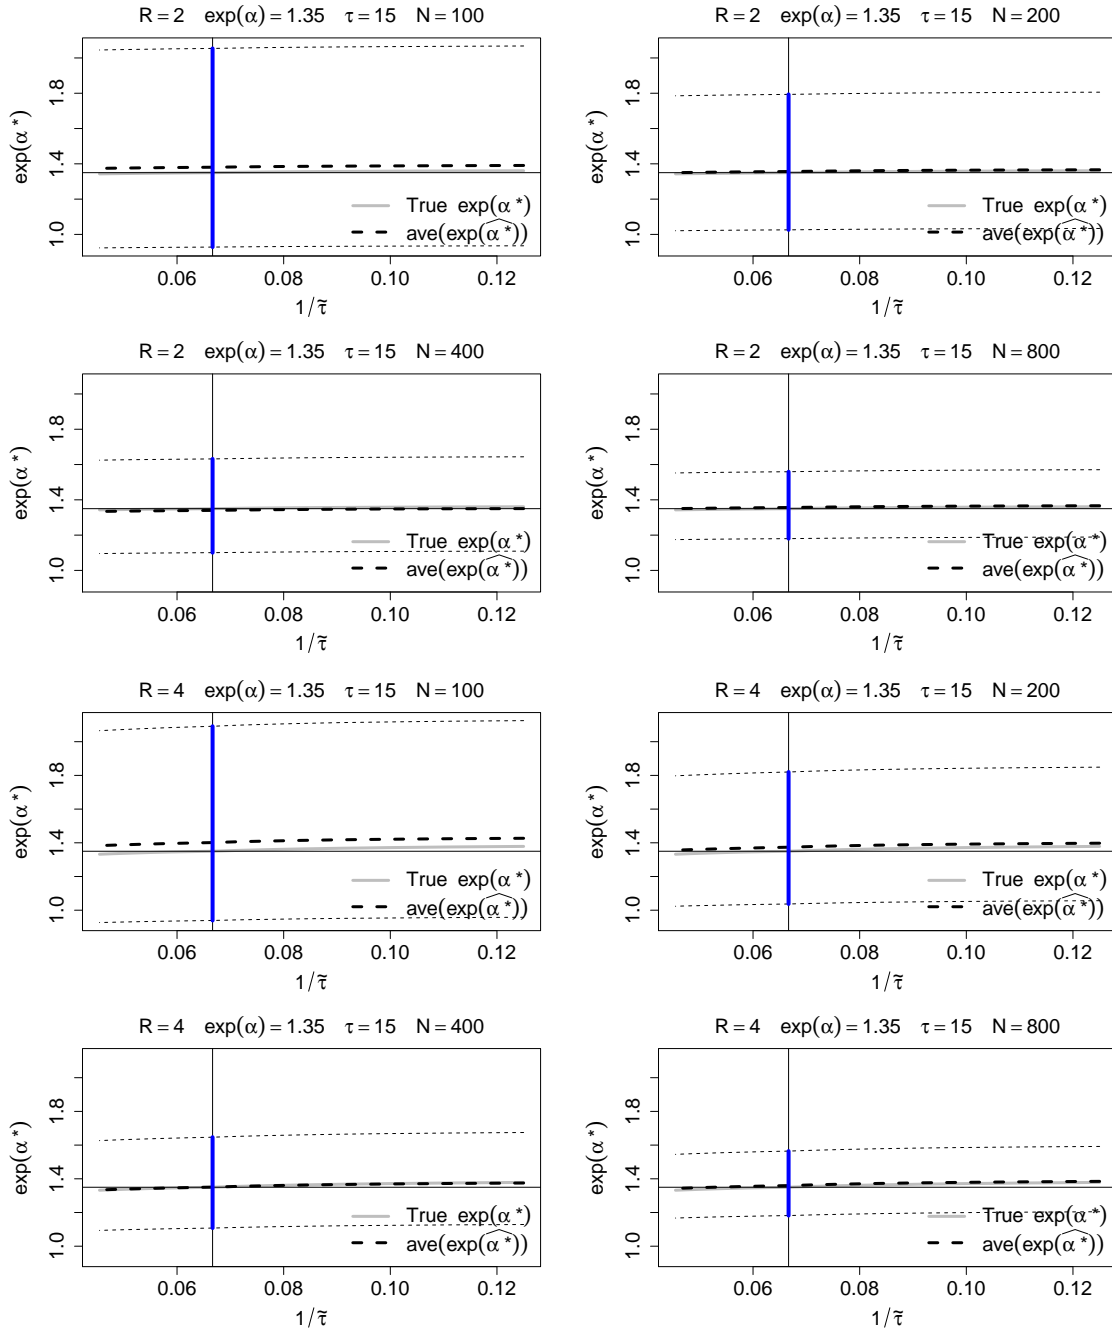 R = 2 exp(α) = 1.35 τ = 15 N = 100
exp(α*)
1.0 1.4 1.8
True exp(α*)
ave(exp(α̂*))
0.06 0.08 0.10 0.12
1/τ̃
R = 2 exp(α) = 1.35 τ = 15 N = 200
exp(α*)
1.0 1.4 1.8
True exp(α*)
ave(exp(α̂*))
0.06 0.08 0.10 0.12
1/τ̃
R = 2 exp(α) = 1.35 τ = 15 N = 400
exp(α*)
1.0 1.4 1.8
True exp(α*)
ave(exp(α̂*))
0.06 0.08 0.10 0.12
1/τ̃
R = 2 exp(α) = 1.35 τ = 15 N = 800
exp(α*)
1.0 1.4 1.8
True exp(α*)
ave(exp(α̂*))
0.06 0.08 0.10 0.12
1/τ̃
R = 4 exp(α) = 1.35 τ = 15 N = 100
exp(α*)
1.0 1.4 1.8
True exp(α*)
ave(exp(α̂*))
0.06 0.08 0.10 0.12
1/τ̃
R = 4 exp(α) = 1.35 τ = 15 N = 200
exp(α*)
1.0 1.4 1.8
True exp(α*)
ave(exp(α̂*))
0.06 0.08 0.10 0.12
1/τ̃
R = 4 exp(α) = 1.35 τ = 15 N = 400
exp(α*)
1.0 1.4 1.8
True exp(α*)
ave(exp(α̂*))
0.06 0.08 0.10 0.12
1/τ̃
R = 4 exp(α) = 1.35 τ = 15 N = 800
exp(α*)
1.0 1.4 1.8
True exp(α*)
ave(exp(α̂*))
0.06 0.08 0.10 0.12
1/τ̃